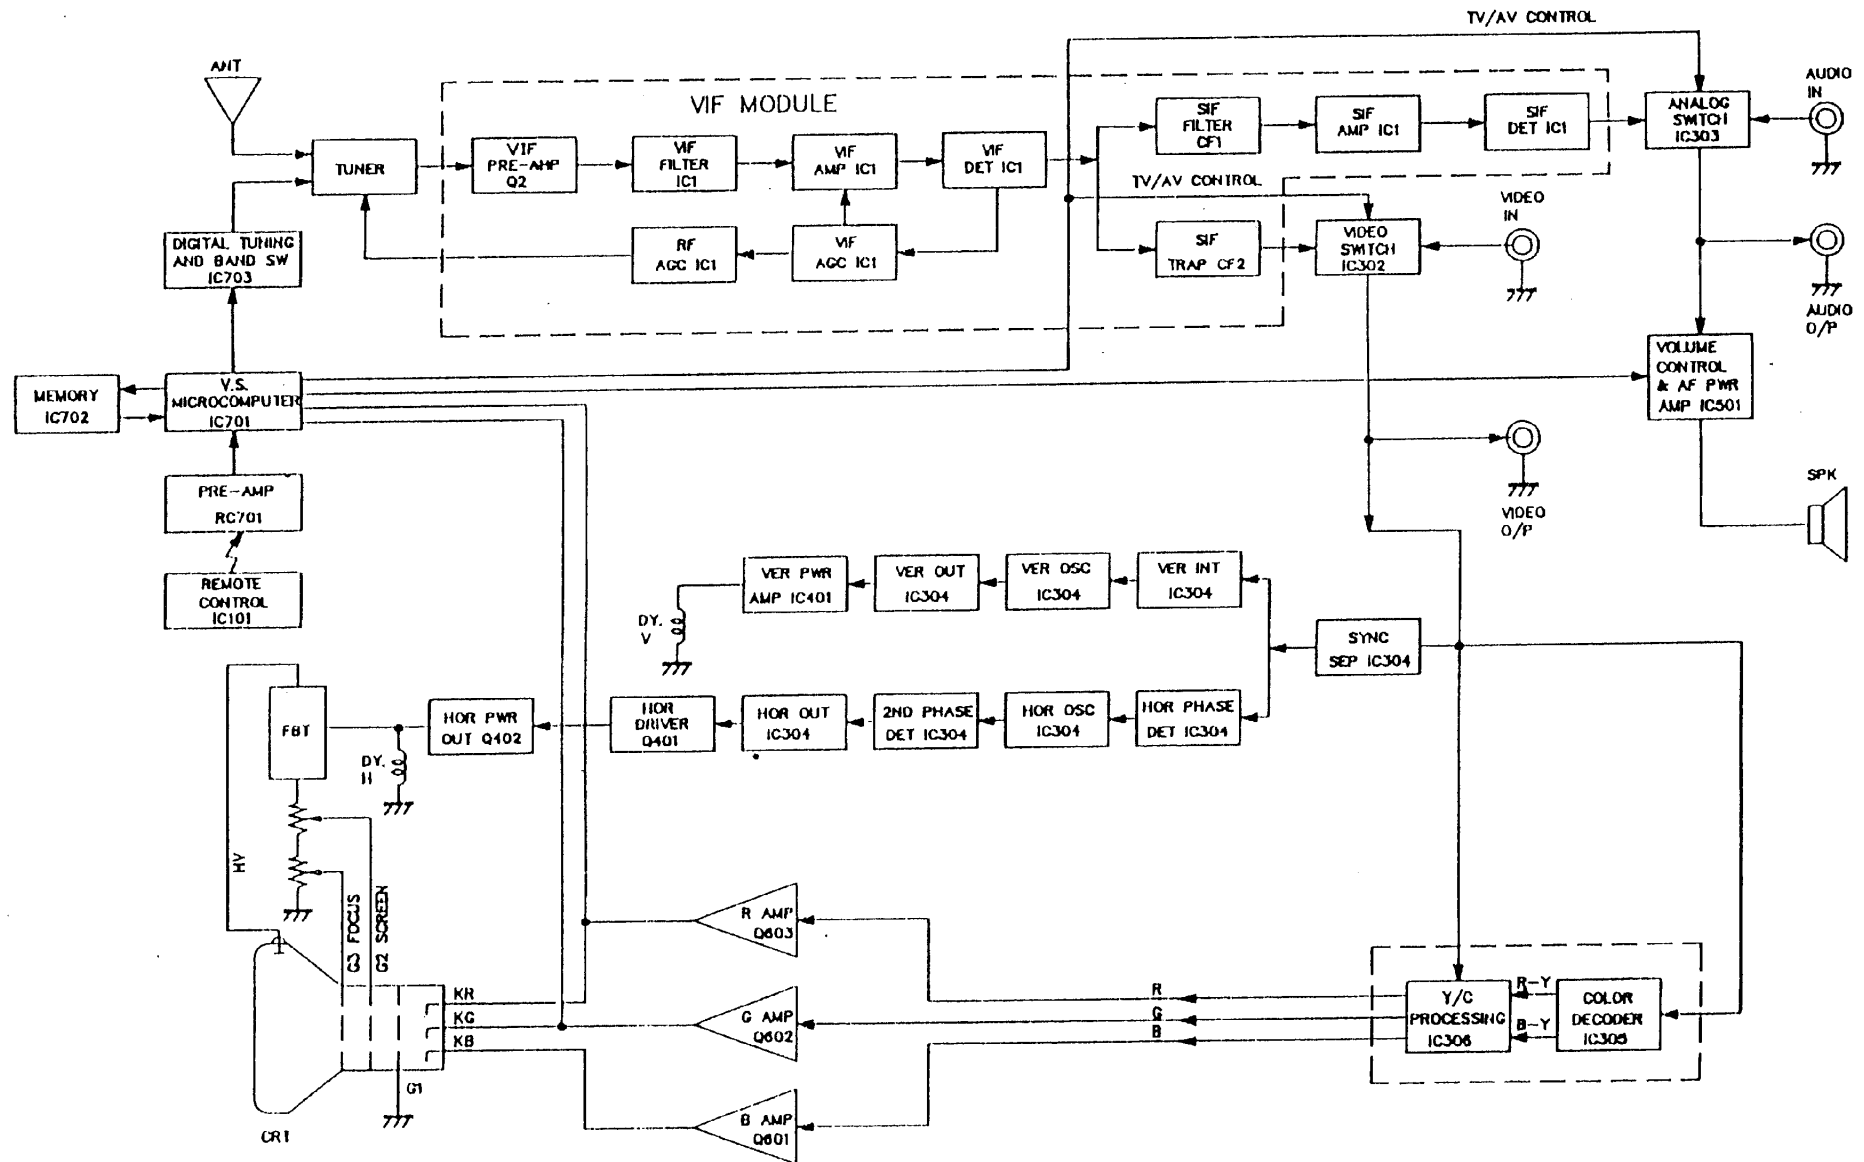 TV/AV CONTROL
ANT
VIF MODULE
AUDIO
IN
TUNER
VIF
PRE-AMP
Q2
VIF
FILTER
IC1
VIF
AMP IC1
VIF
DET IC1
SIF
FILTER
CF1
SIF
AMP IC1
SIF
DET IC1
ANALOG
SWITCH
IC303
TV/AV CONTROL
VIDEO
IN
DIGITAL TUNING
AND BAND SW
IC703
RF
AGC IC1
VIF
AGC IC1
SIF
TRAP CF2
VIDEO
SWITCH
IC302
AUDIO
O/P
MEMORY
IC702
V.S.
MICROCOMPUTER
IC701
VOLUME
CONTROL
& AF PWR
AMP IC501
PRE-AMP
RC701
VIDEO
O/P
SPK
REMOTE
CONTROL
IC101
VER PWR
AMP IC401
VER OUT
IC304
VER OSC
IC304
VER INT
IC304
DY.
V
SYNC
SEP IC304
FBT
HOR PWR
OUT Q402
HOR
DRIVER
Q401
HOR OUT
IC304
2ND PHASE
DET IC304
HOR OSC
IC304
HOR PHASE
DET IC304
DY.
H
HV
G3 FOCUS
G2 SCREEN
R AMP
Q603
KR
KG
KB
G AMP
Q602
R
G
B
Y/C
PROCESSING
IC306
R-Y
B-Y
COLOR
DECODER
IC305
G1
B AMP
Q601
CRT